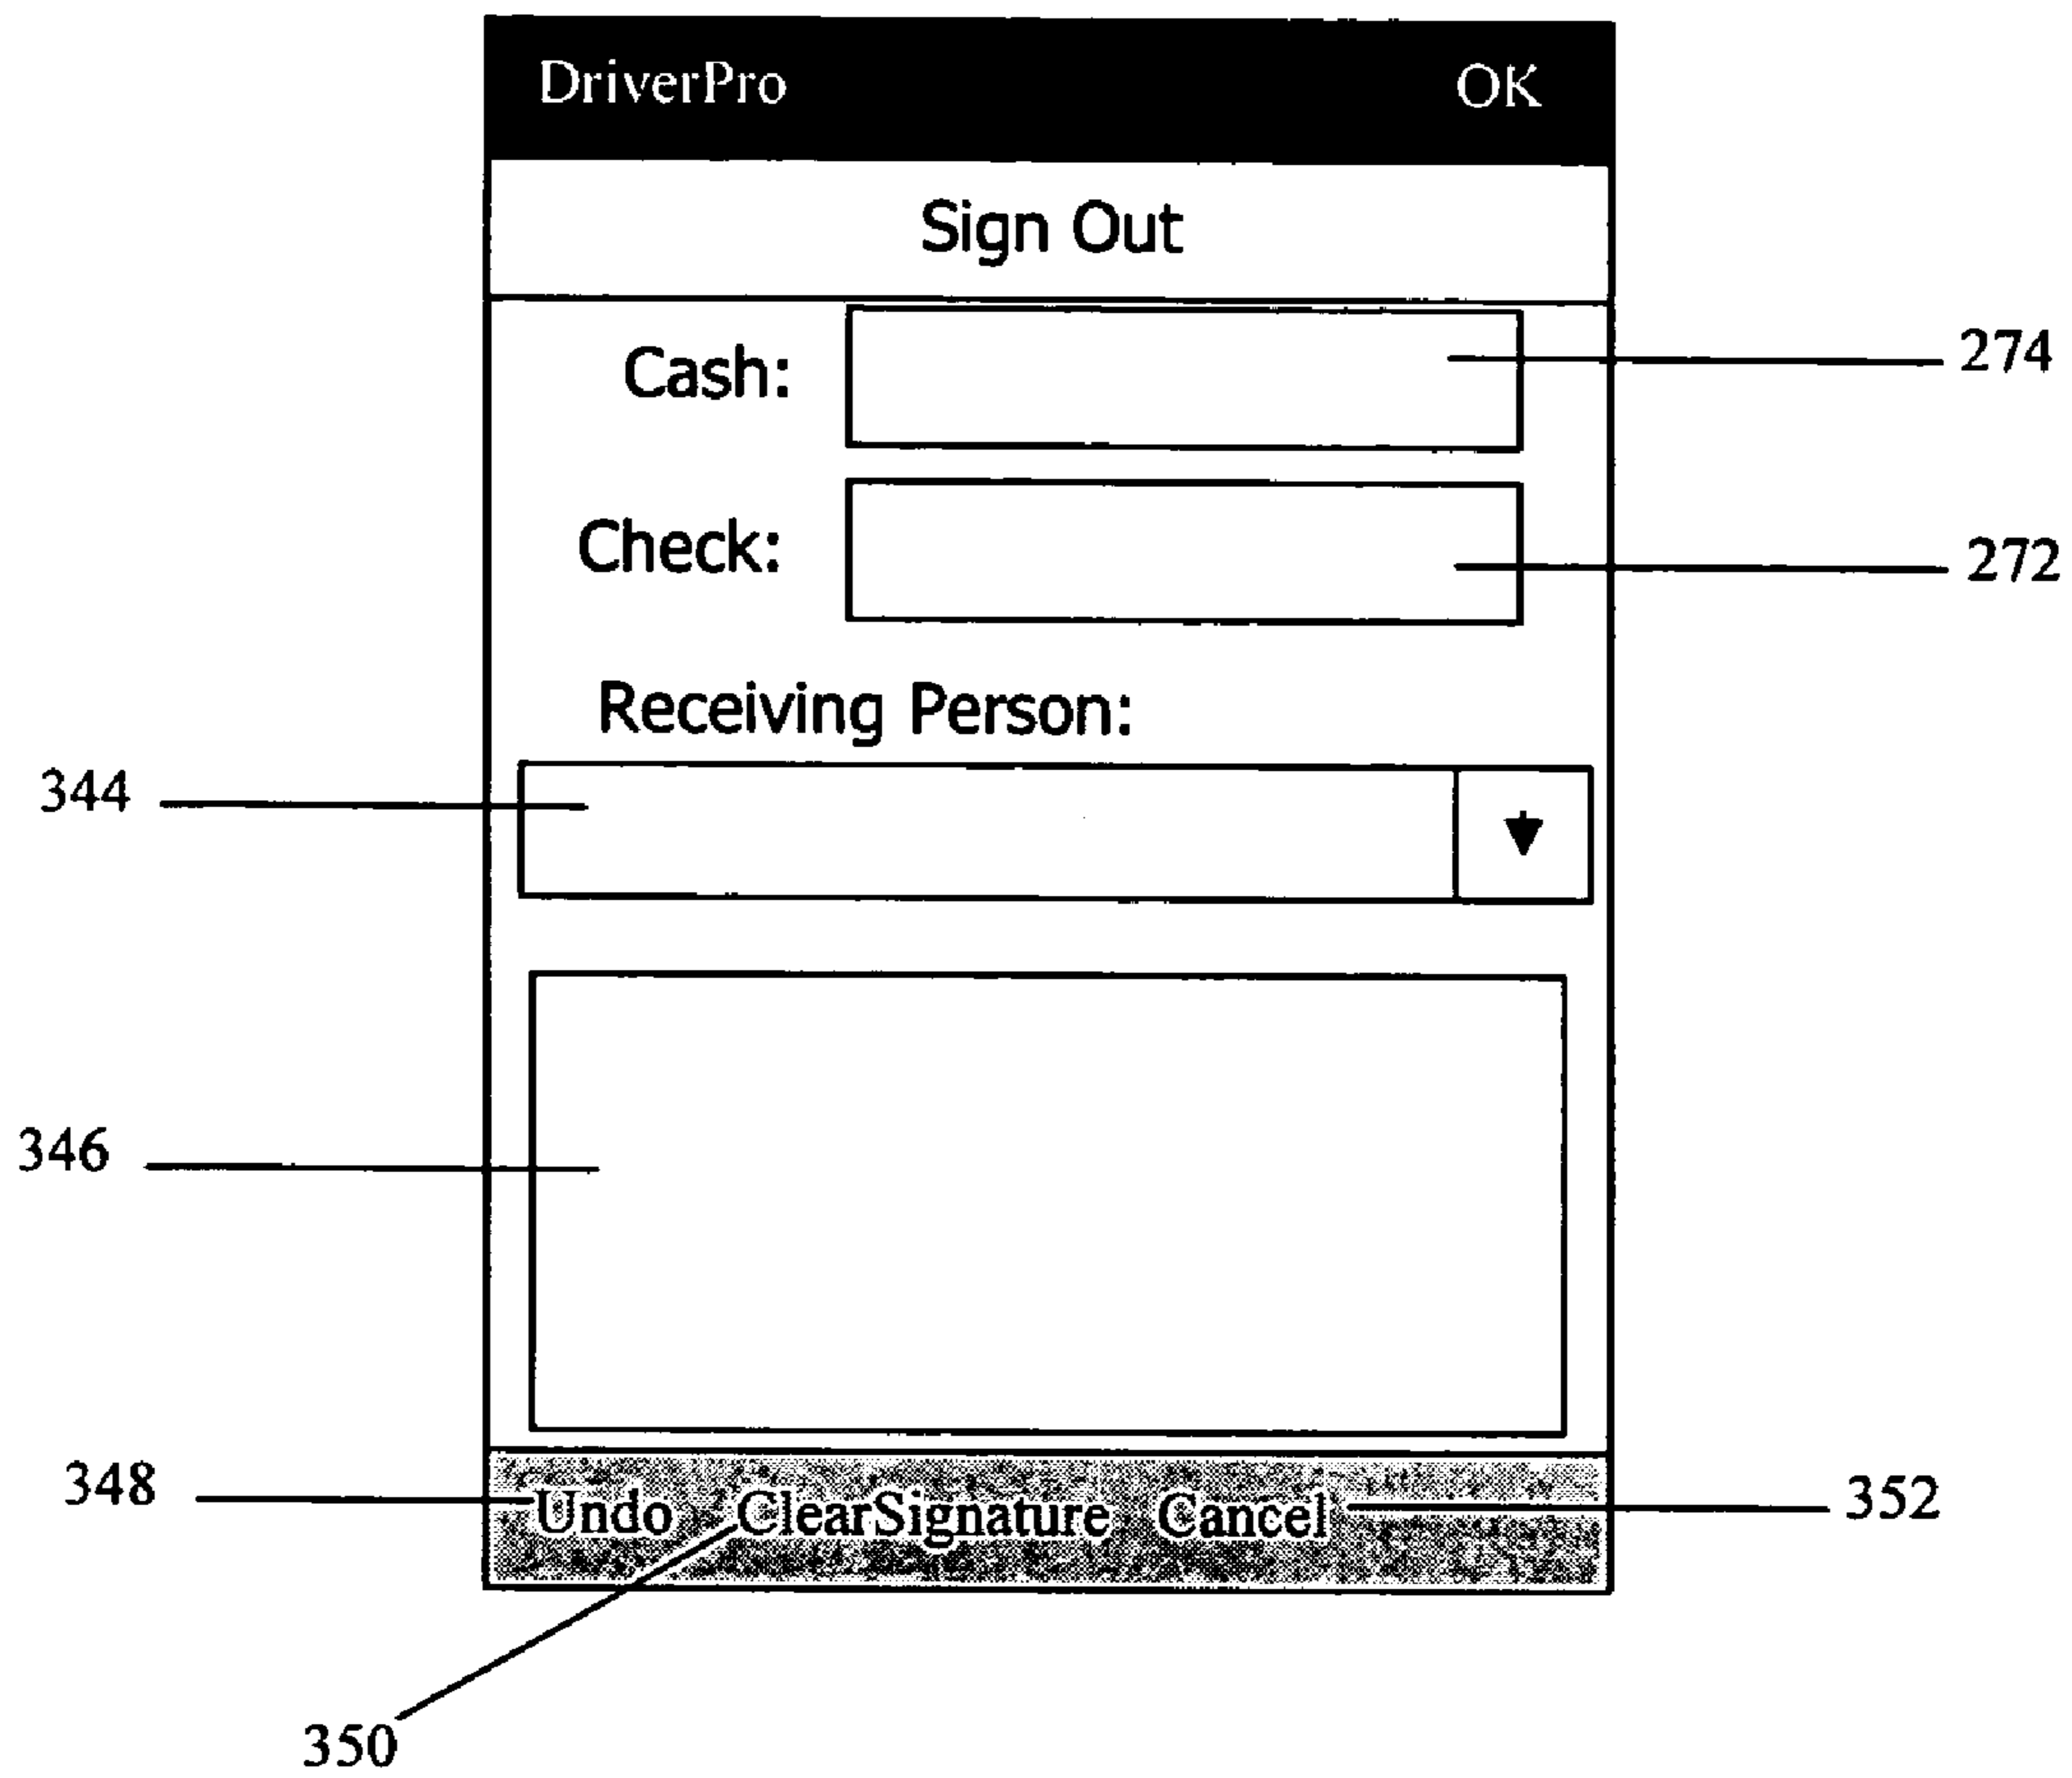 DriverPro OK
Sign Out
Cash: 274
Check: 272
Receiving Person:
344
346
348 Undo ClearSignature Cancel 352
350